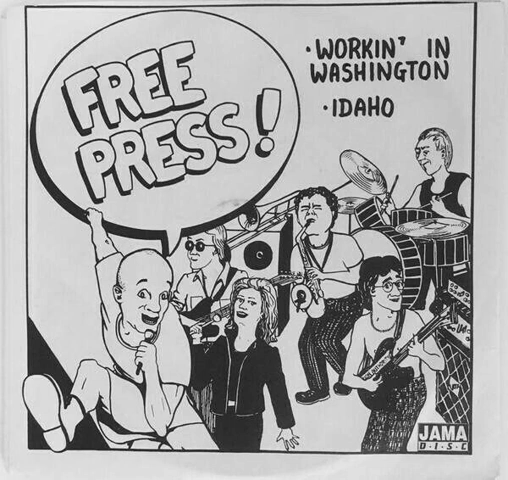 FREE
PRESS!
·WORKIN' IN
WASHINGTON
·IDAHO
JAMA
D·I·S·C